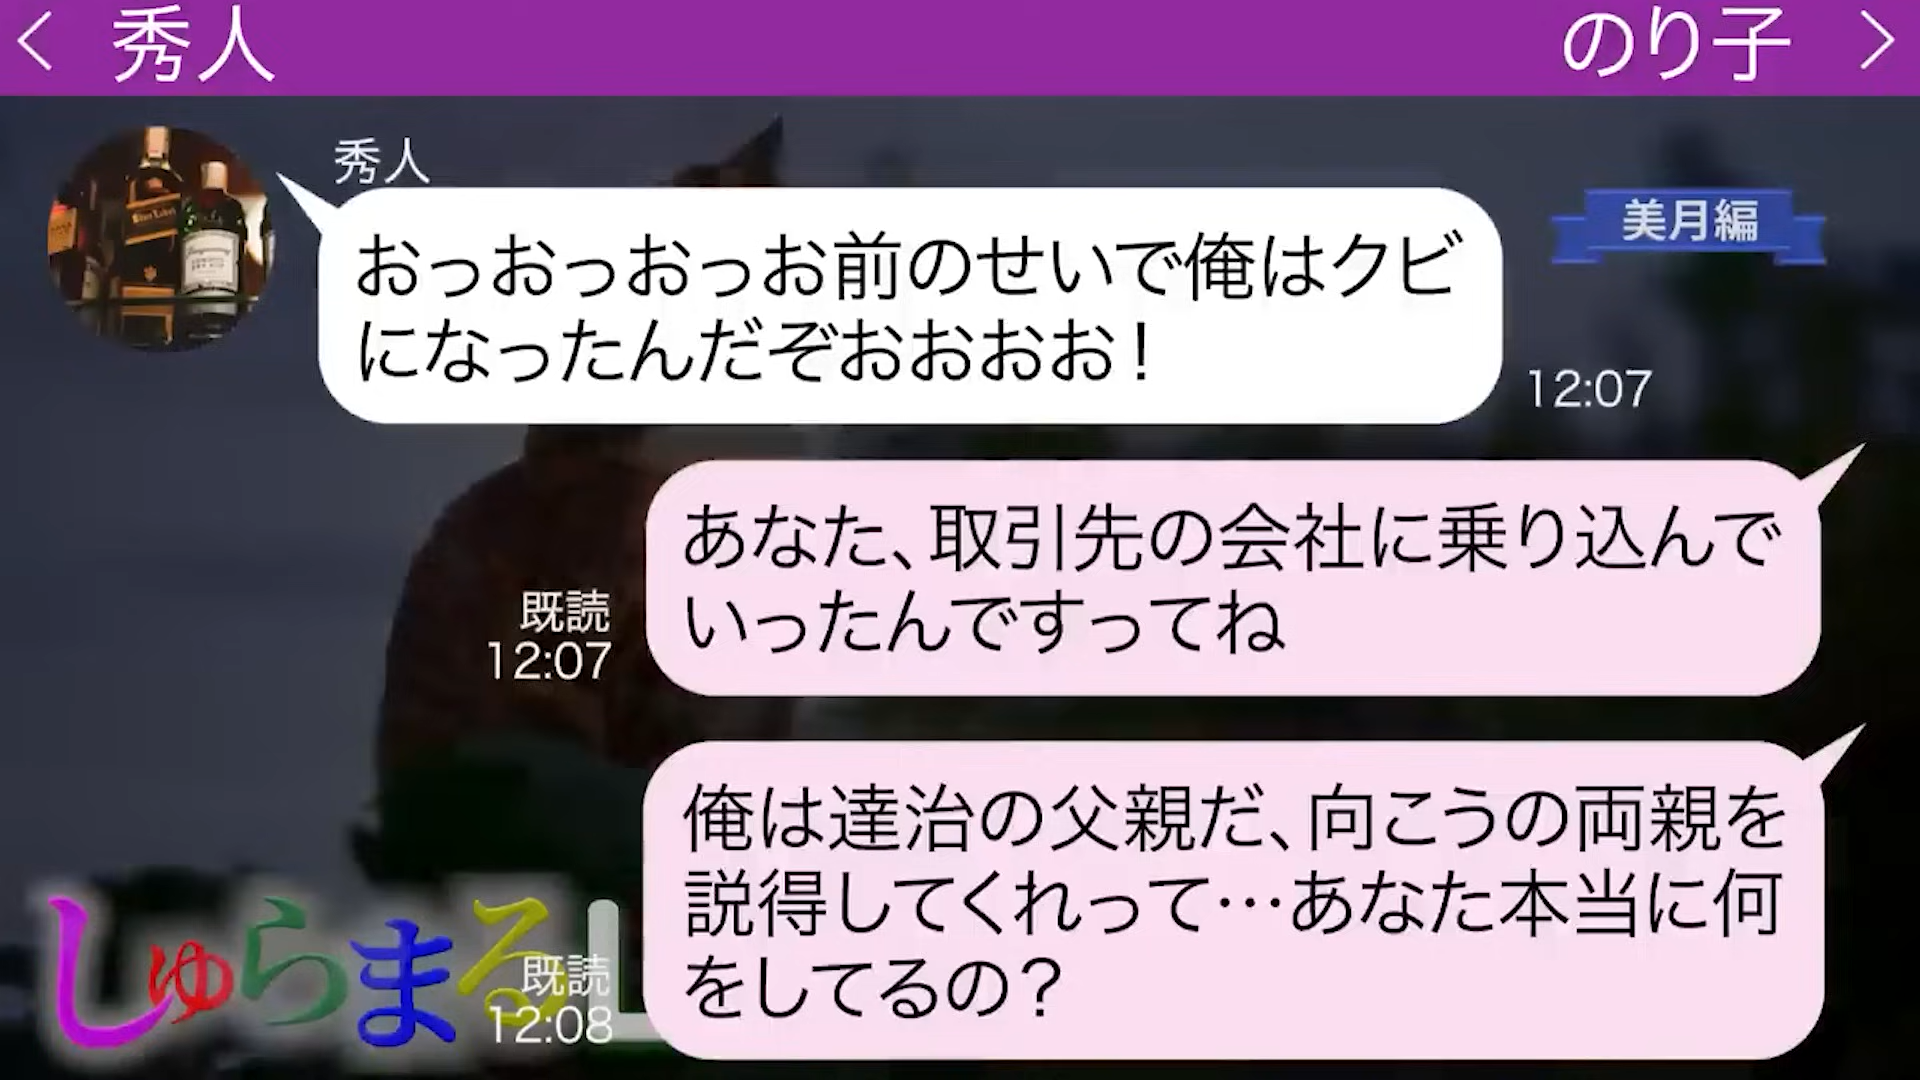 秀人
のり子
秀人
美月編
おっおっおっお前のせいで俺はクビ
になったんだぞおおおお！
12:07
あなた、取引先の会社に乗り込んで
いったんですってね
既読
12:07
俺は達治の父親だ、向こうの両親を
説得してくれって…あなた本当に何
をしてるの？
既読
12:08
しゅらまるL